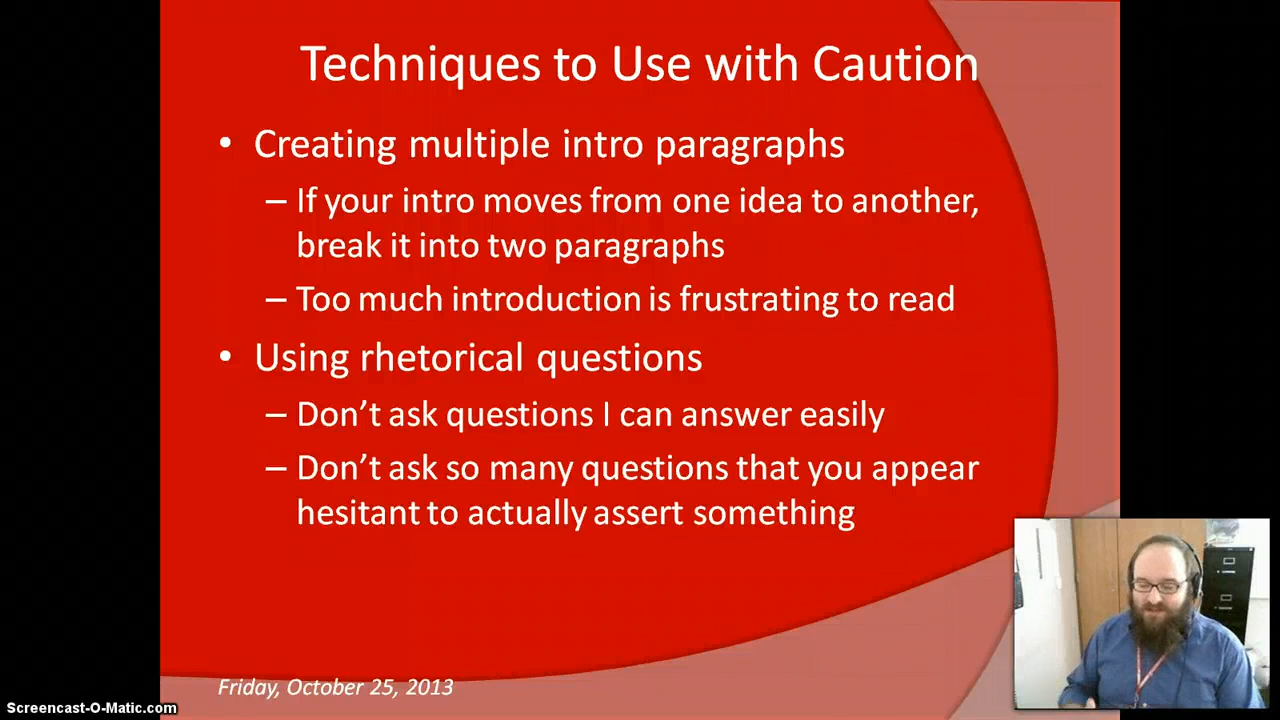 Techniques to Use with Caution
• Creating multiple intro paragraphs
– If your intro moves from one idea to another,
break it into two paragraphs
– Too much introduction is frustrating to read
• Using rhetorical questions
– Don’t ask questions I can answer easily
– Don’t ask so many questions that you appear
hesitant to actually assert something
Friday, October 25, 2013
Screencast-O-Matic.com